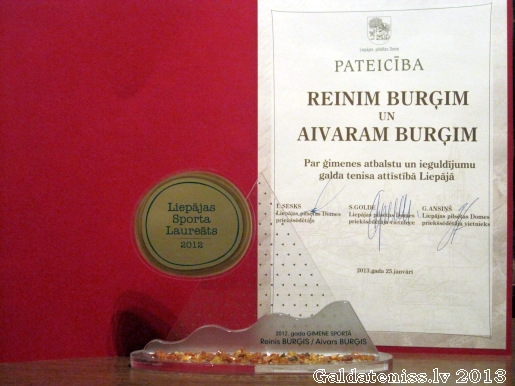 Liepājas pilsētas Dome
PATEICĪBA
REINIM BURĢIM
UN
AIVARAM BURĢIM
Par ģimenes atbalstu un ieguldījumu
galda tenisa attīstībā Liepājā
U.SESKS
Liepājas pilsētas Domes
priekšsēdētājs
S.GOLDE
Liepājas pilsētas Domes
priekšsēdētāja vietniece
G.ANSIŅŠ
Liepājas pilsētas Domes
priekšsēdētāja vietnieks
2013.gada 25.janvārī
Liepājas
Sporta
Laureāts
2012
2012. gada ĢIMENE SPORTĀ
Reinis BURĢIS / Aivars BURĢIS
Galdateniss.lv 2013